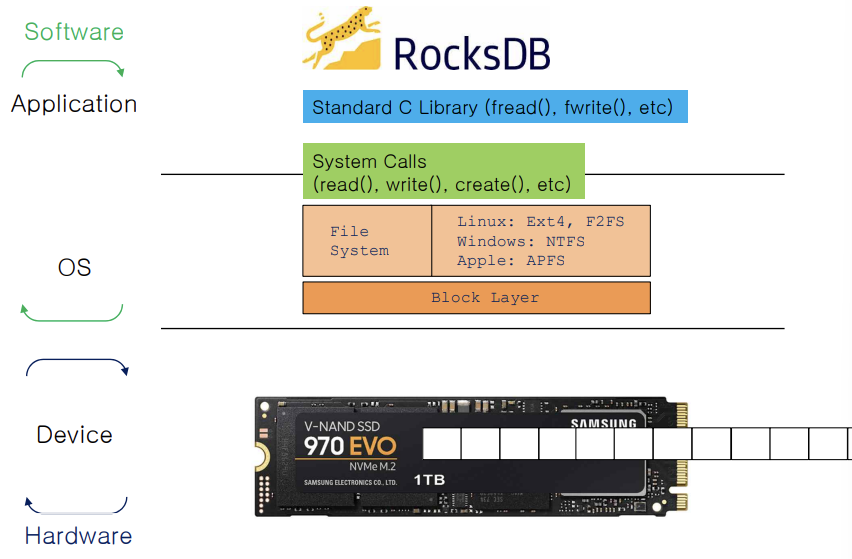 Software
Application
RocksDB
Standard C Library (fread(), fwrite(), etc)
System Calls
(read(), write(), create(), etc)
OS
File
System
Linux: Ext4, F2FS
Windows: NTFS
Apple: APFS
Block Layer
Device
Hardware
V-NAND SSD
970 EVO
NVMe M.2
SAMSUNG ELECTRONICS CO., LTD.
1TB
SAMSUNG